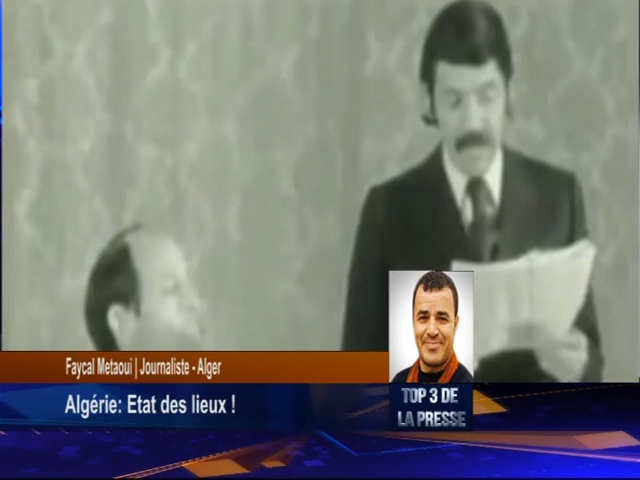 Faycal Metaoui | Journaliste - Alger
Algérie: Etat des lieux !
TOP 3 DE
LA PRESSE